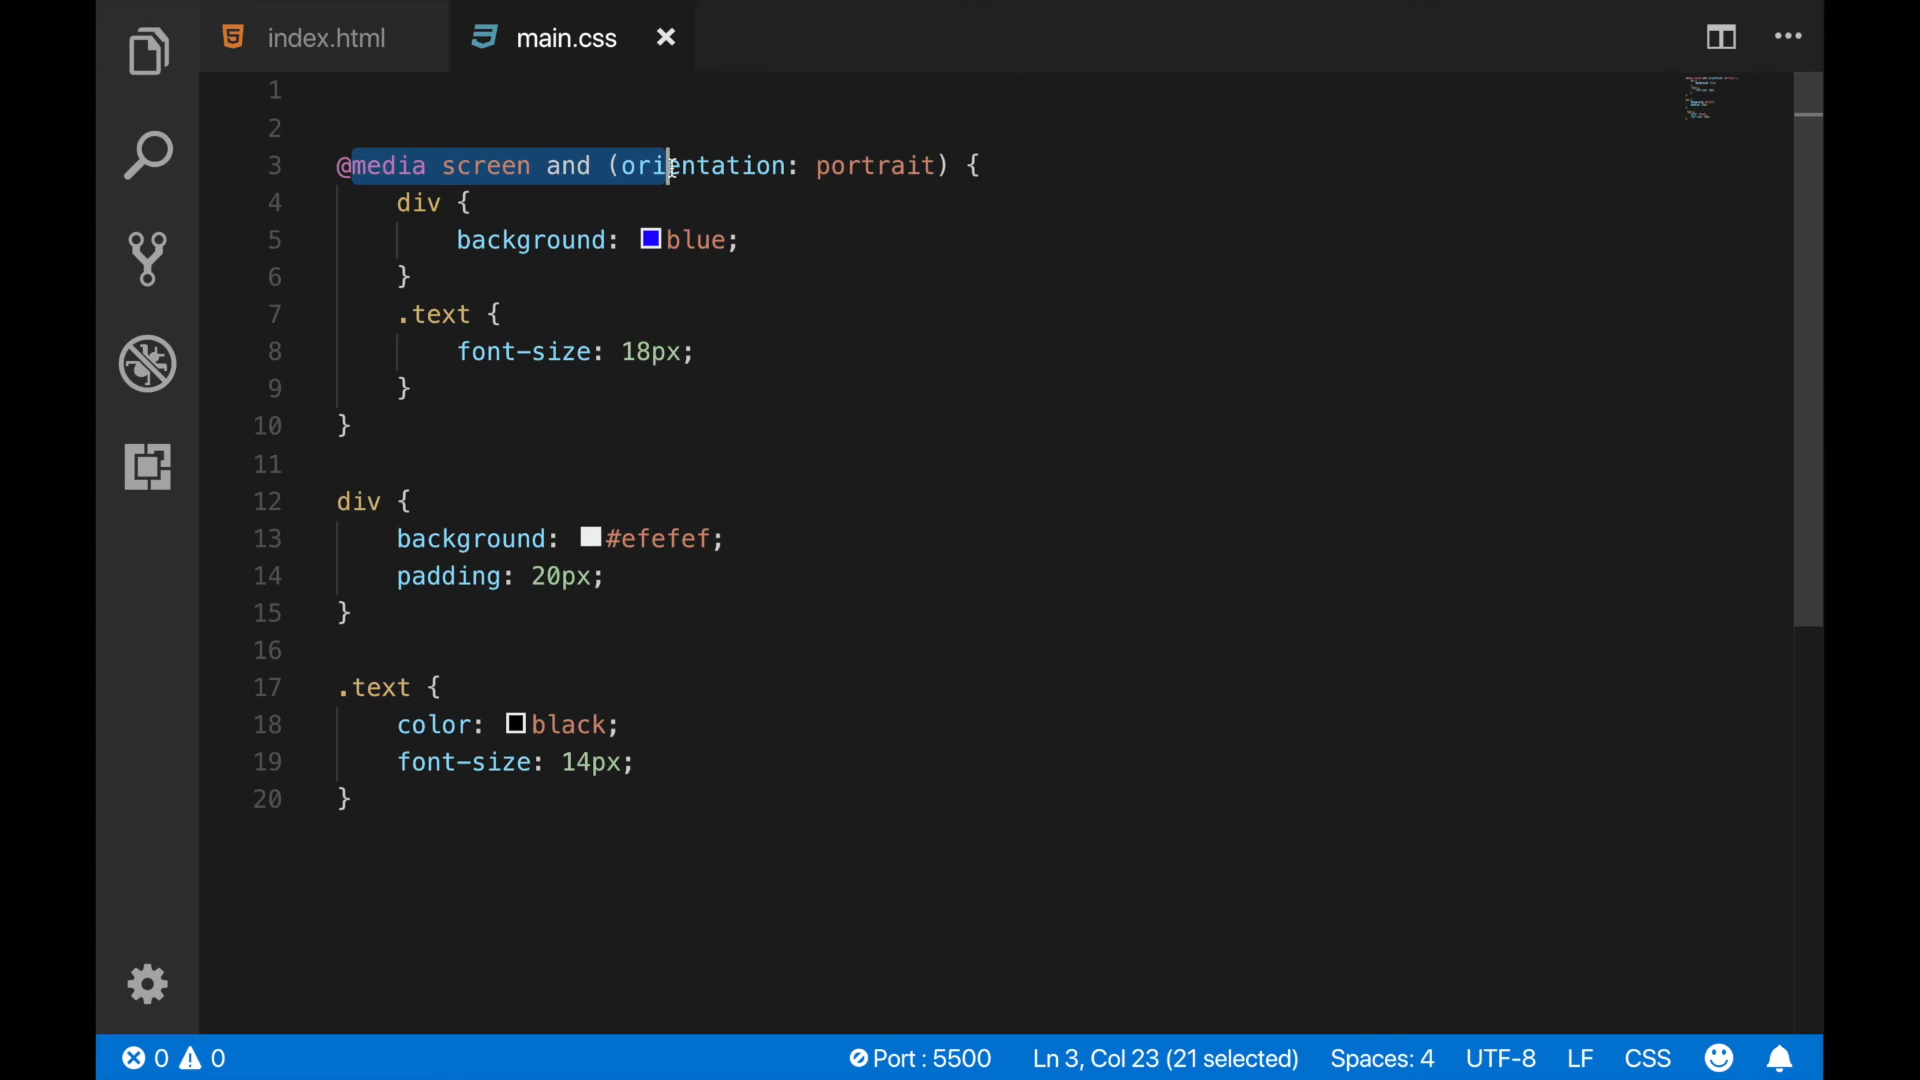 index.html
main.css
1
2
3 @media screen and (orientation: portrait) {
4 div {
5 background: blue;
6 }
7 .text {
8 font-size: 18px;
9 }
10 }
11
12 div {
13 background: #efefef;
14 padding: 20px;
15 }
16
17 .text {
18 color: black;
19 font-size: 14px;
20 }
0 0 Port : 5500 Ln 3, Col 23 (21 selected) Spaces: 4 UTF-8 LF CSS